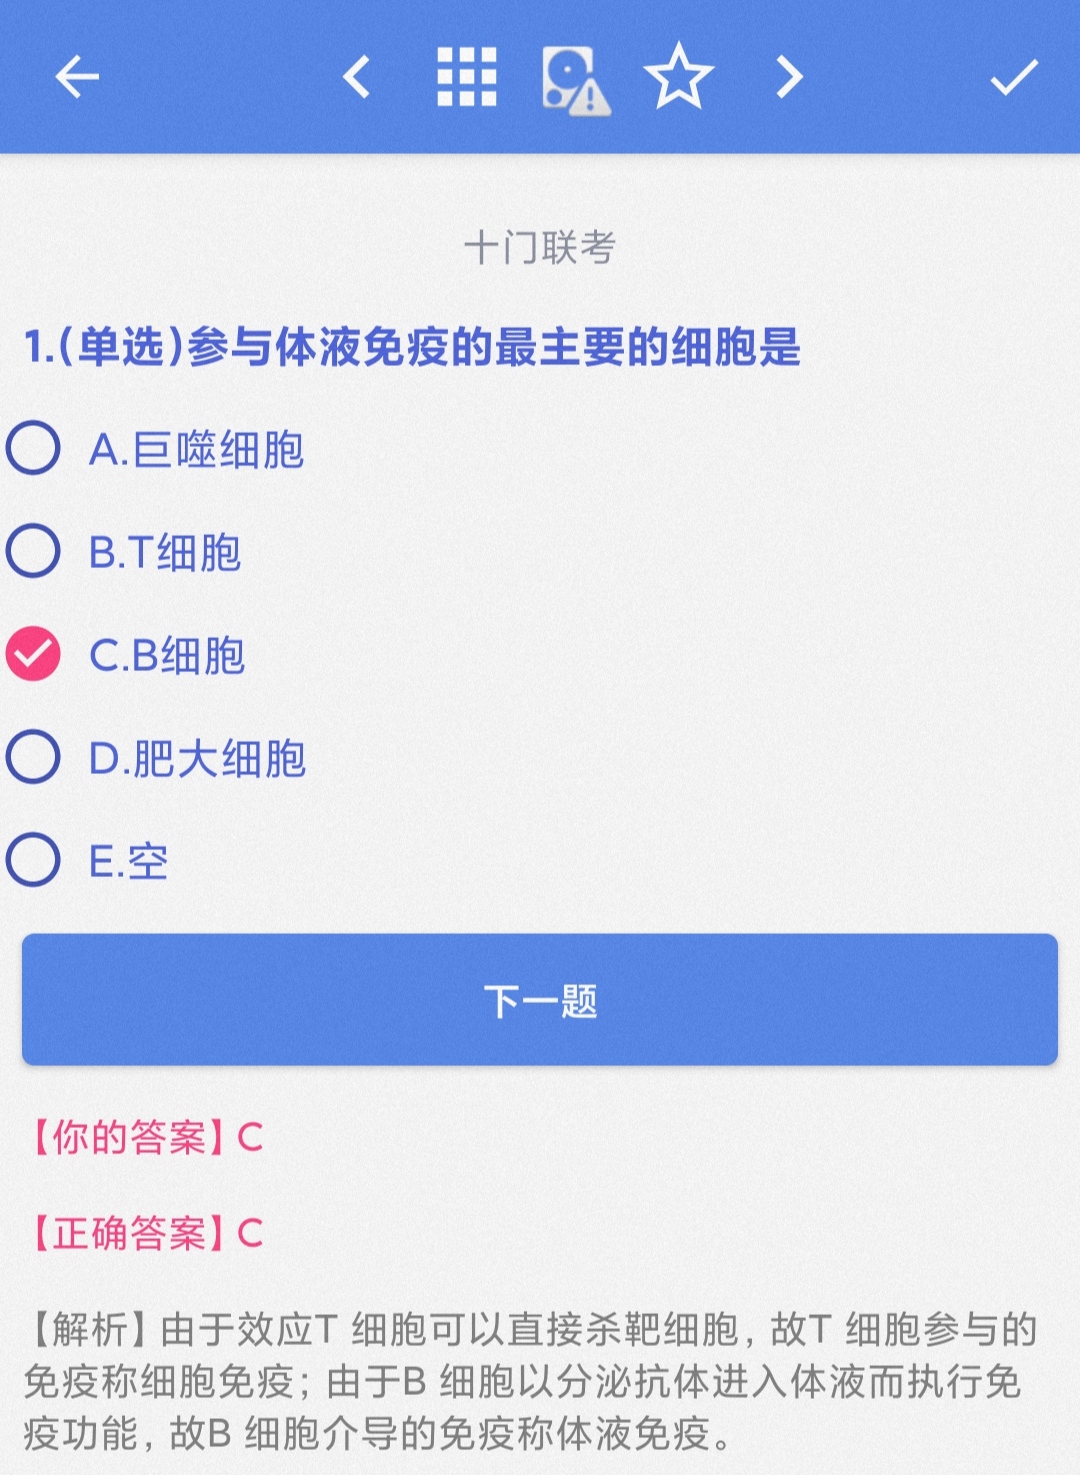 十门联考
1.(单选)参与体液免疫的最主要的细胞是
A.巨噬细胞
B.T细胞
C.B细胞
D.肥大细胞
E.空
下一题
【你的答案】C
【正确答案】C
【解析】由于效应T 细胞可以直接杀靶细胞, 故T 细胞参与的
免疫称细胞免疫; 由于B 细胞以分泌抗体进入体液而执行免
疫功能, 故B 细胞介导的免疫称体液免疫。